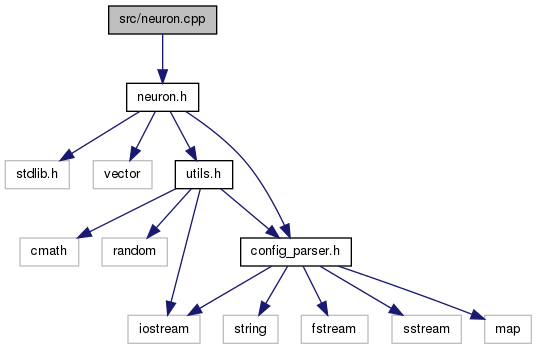 src/neuron.cpp
neuron.h
stdlib.h
vector
utils.h
cmath
random
config_parser.h
iostream
string
fstream
sstream
map